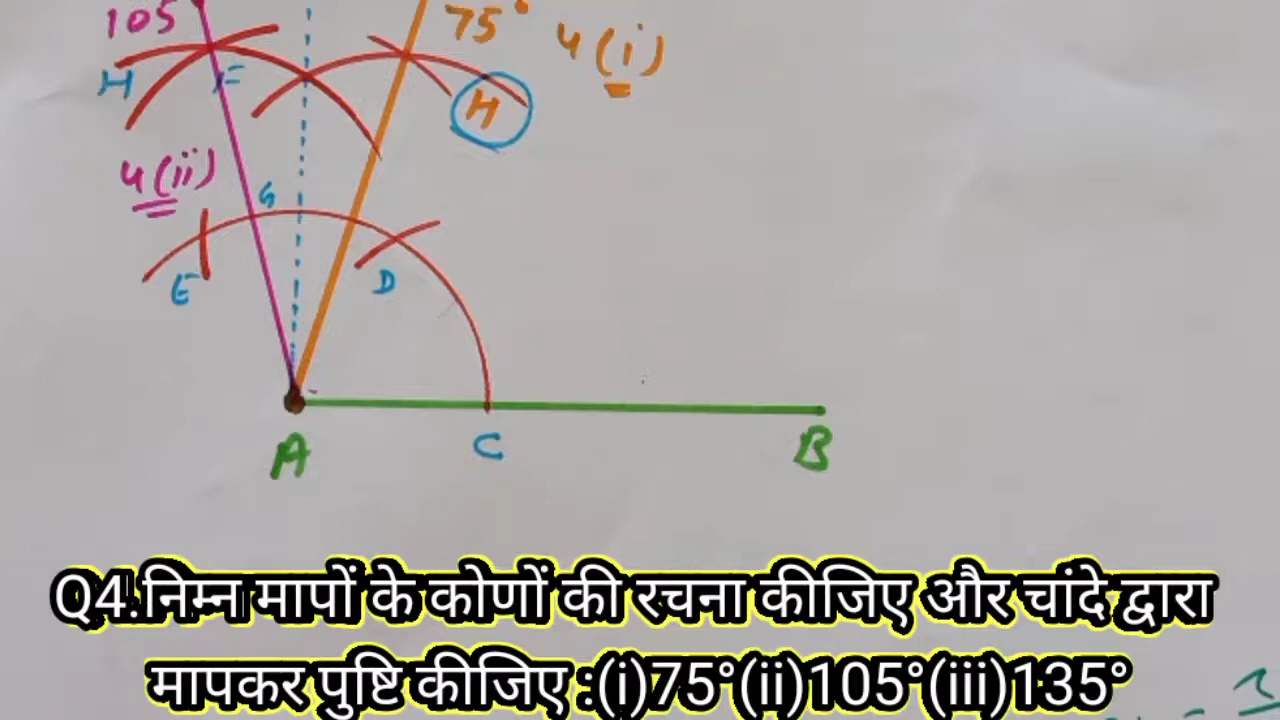 105
75° 4(i)
H F
H
4(ii)
G
E D
A C B
Q4.निम्न मापों के कोणों की रचना कीजिए और चांदे द्वारा
मापकर पुष्टि कीजिए :(i)75°(ii)105°(iii)135°